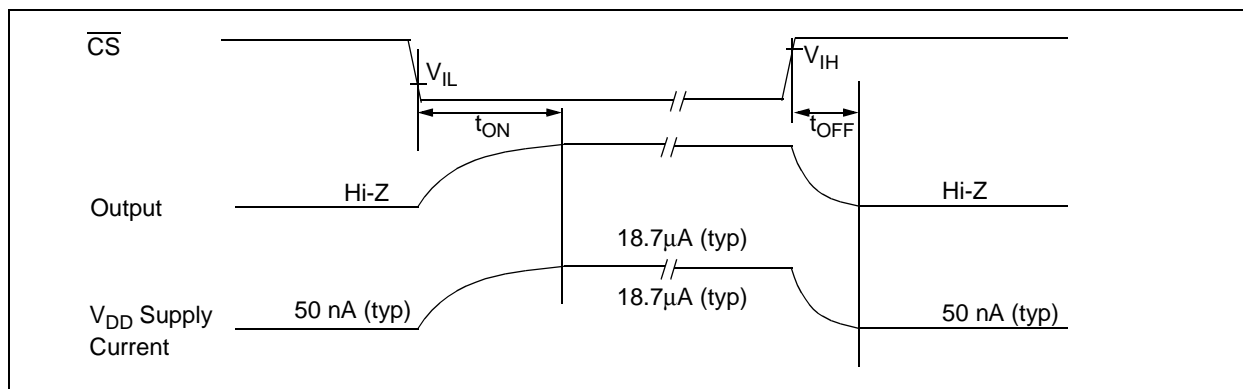 CS
V_IL
V_IH
t_ON
t_OFF
Output
Hi-Z
Hi-Z
18.7μA (typ)
V_DD Supply
Current
50 nA (typ)
18.7μA (typ)
50 nA (typ)